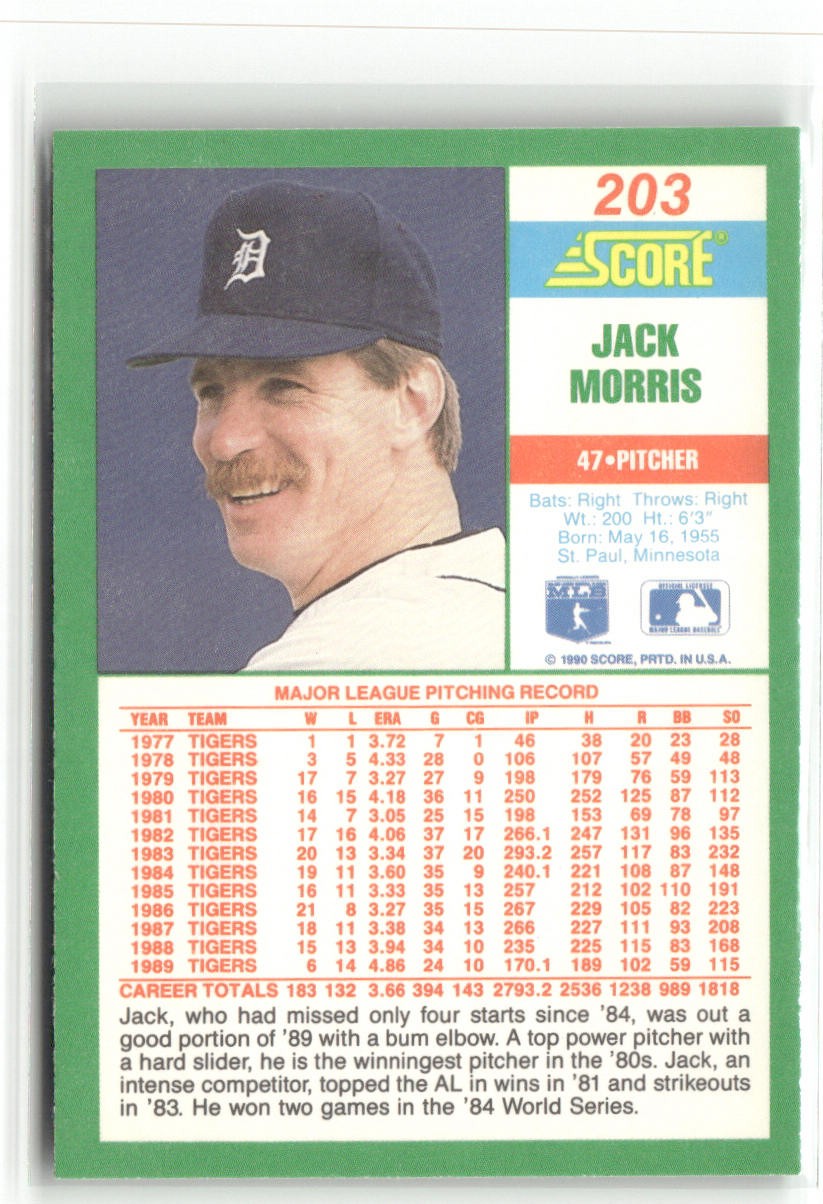 D
203
SCORE®
JACK
MORRIS
47•PITCHER
Bats: Right Throws: Right
Wt.: 200 Ht.: 6'3"
Born: May 16, 1955
St. Paul, Minnesota
MLB
OFFICIAL LICENSEE
MAJOR LEAGUE BASEBALL
© 1990 SCORE, PRTD. IN U.S.A.
MAJOR LEAGUE PITCHING RECORD
YEAR TEAM W L ERA G CG IP H R BB SO
1977 TIGERS 1 1 3.72 7 1 46 38 20 23 28
1978 TIGERS 3 5 4.33 28 0 106 107 57 49 48
1979 TIGERS 17 7 3.27 27 9 198 179 76 59 113
1980 TIGERS 16 15 4.18 36 11 250 252 125 87 112
1981 TIGERS 14 7 3.05 25 15 198 153 69 78 97
1982 TIGERS 17 16 4.06 37 17 266.1 247 131 96 135
1983 TIGERS 20 13 3.34 37 20 293.2 257 117 83 232
1984 TIGERS 19 11 3.60 35 9 240.1 221 108 87 148
1985 TIGERS 16 11 3.33 35 13 257 212 102 110 191
1986 TIGERS 21 8 3.27 35 15 267 229 105 82 223
1987 TIGERS 18 11 3.38 34 13 266 227 111 93 208
1988 TIGERS 15 13 3.94 34 10 235 225 115 83 168
1989 TIGERS 6 14 4.86 24 10 170.1 189 102 59 115
CAREER TOTALS 183 132 3.66 394 143 2793.2 2536 1238 989 1818
Jack, who had missed only four starts since '84, was out a
good portion of '89 with a bum elbow. A top power pitcher with
a hard slider, he is the winningest pitcher in the '80s. Jack, an
intense competitor, topped the AL in wins in '81 and strikeouts
in '83. He won two games in the '84 World Series.